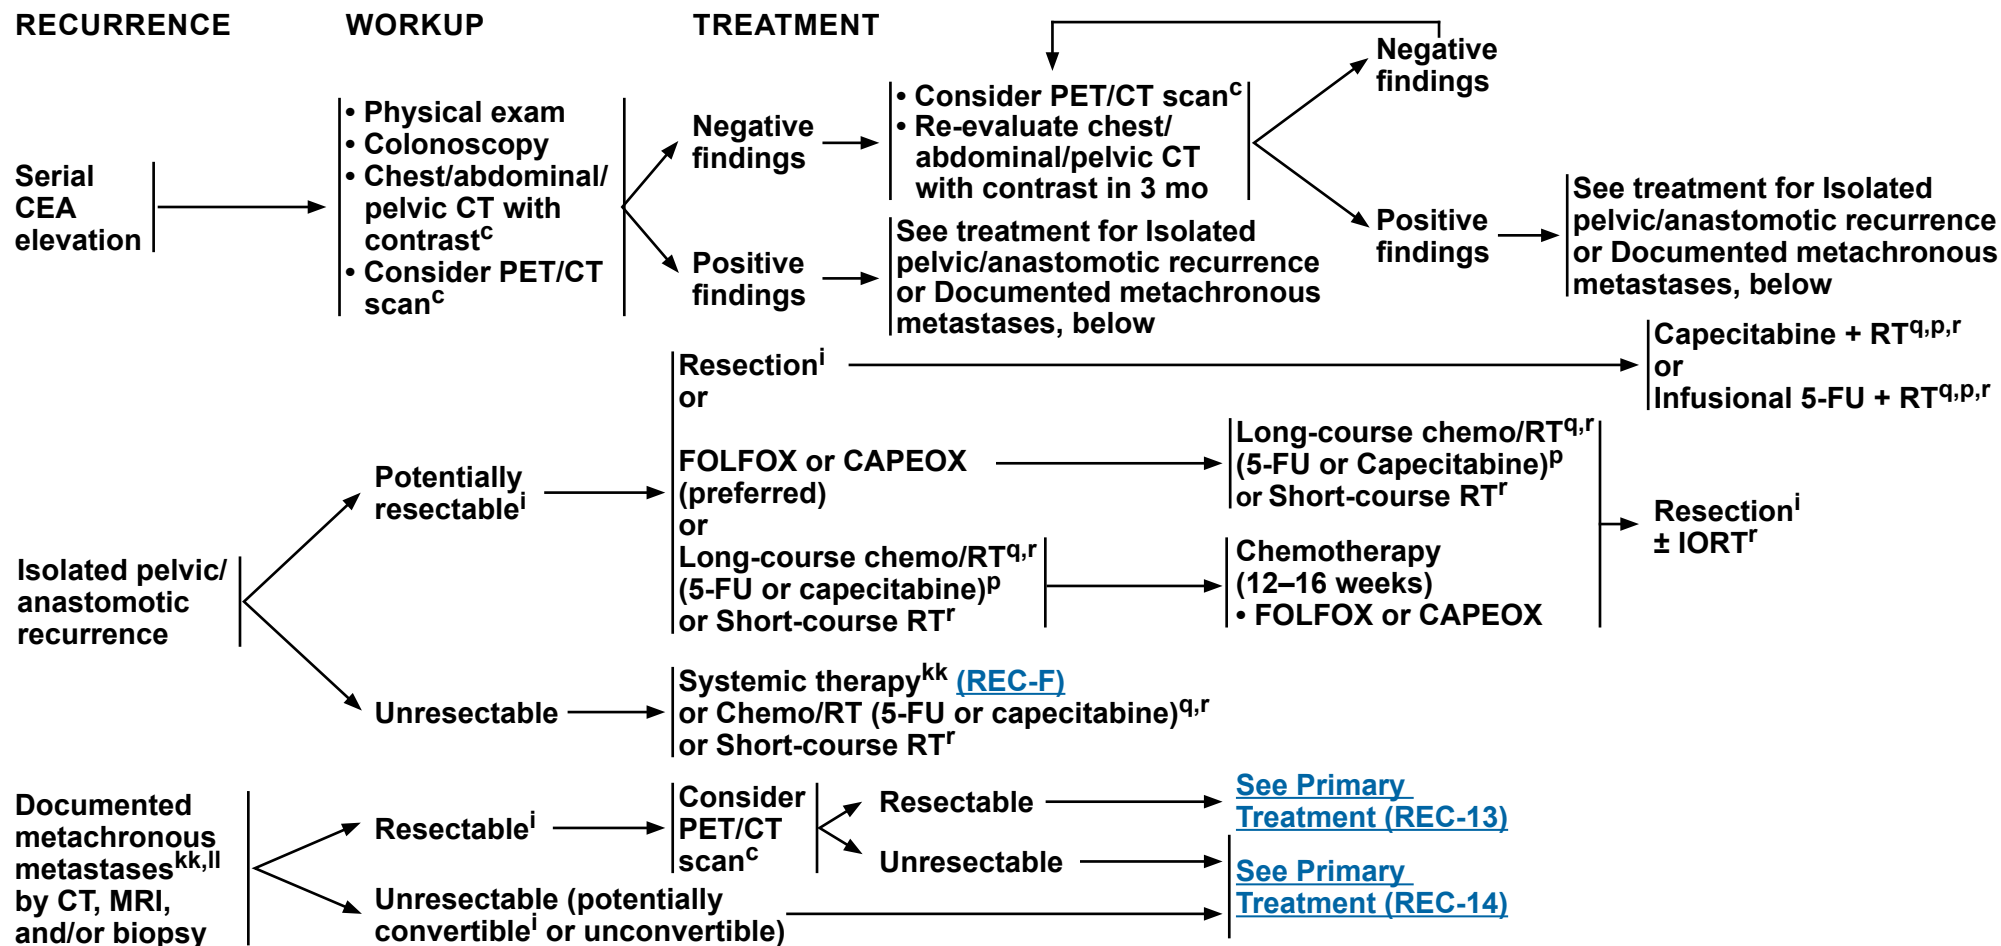 RECURRENCE
WORKUP
TREATMENT
Serial
CEA
elevation
• Physical exam
• Colonoscopy
• Chest/abdominal/
pelvic CT with
contrastc
• Consider PET/CT
scanc
Negative
findings
Positive
findings
• Consider PET/CT scanc
• Re-evaluate chest/
abdominal/pelvic CT
with contrast in 3 mo
See treatment for Isolated
pelvic/anastomotic recurrence
or Documented metachronous
metastases, below
Negative
findings
Positive
findings
See treatment for Isolated
pelvic/anastomotic recurrence
or Documented metachronous
metastases, below
Isolated pelvic/
anastomotic
recurrence
Potentially
resectablei
Resectioni
or
FOLFOX or CAPEOX
(preferred)
or
Long-course chemo/RTq,r
(5-FU or capecitabine)p
or Short-course RTr
Capecitabine + RTq,p,r
or
Infusional 5-FU + RTq,p,r
Long-course chemo/RTq,r
(5-FU or Capecitabine)p
or Short-course RTr
Chemotherapy
(12–16 weeks)
• FOLFOX or CAPEOX
Resectioni
± IORTr
Unresectable
Systemic therapykk (REC-F)
or Chemo/RT (5-FU or capecitabine)q,r
or Short-course RTr
Documented
metachronous
metastaseskk,ll
by CT, MRI,
and/or biopsy
Resectablei
Consider
PET/CT
scanc
Resectable
See Primary
Treatment (REC-13)
Unresectable
Unresectable (potentially
convertiblei or unconvertible)
See Primary
Treatment (REC-14)